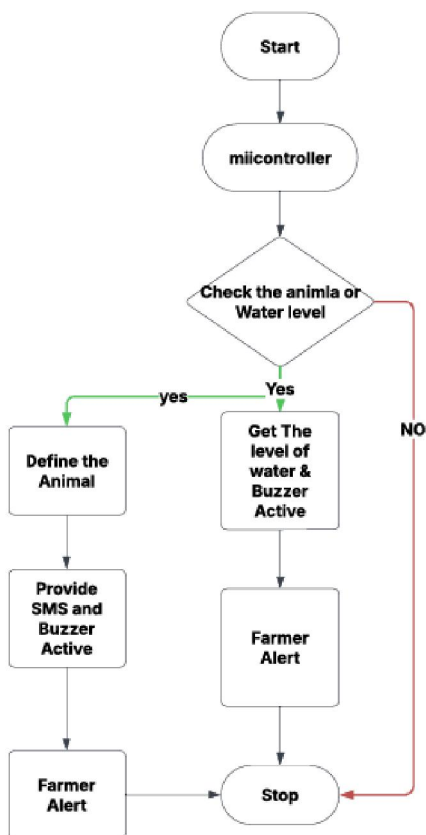 Start
miicontroller
Check the animla or
Water level
yes
Yes
NO
Define the
Animal
Get The
level of
water &
Buzzer
Active
Provide
SMS and
Buzzer
Active
Farmer
Alert
Farmer
Alert
Stop